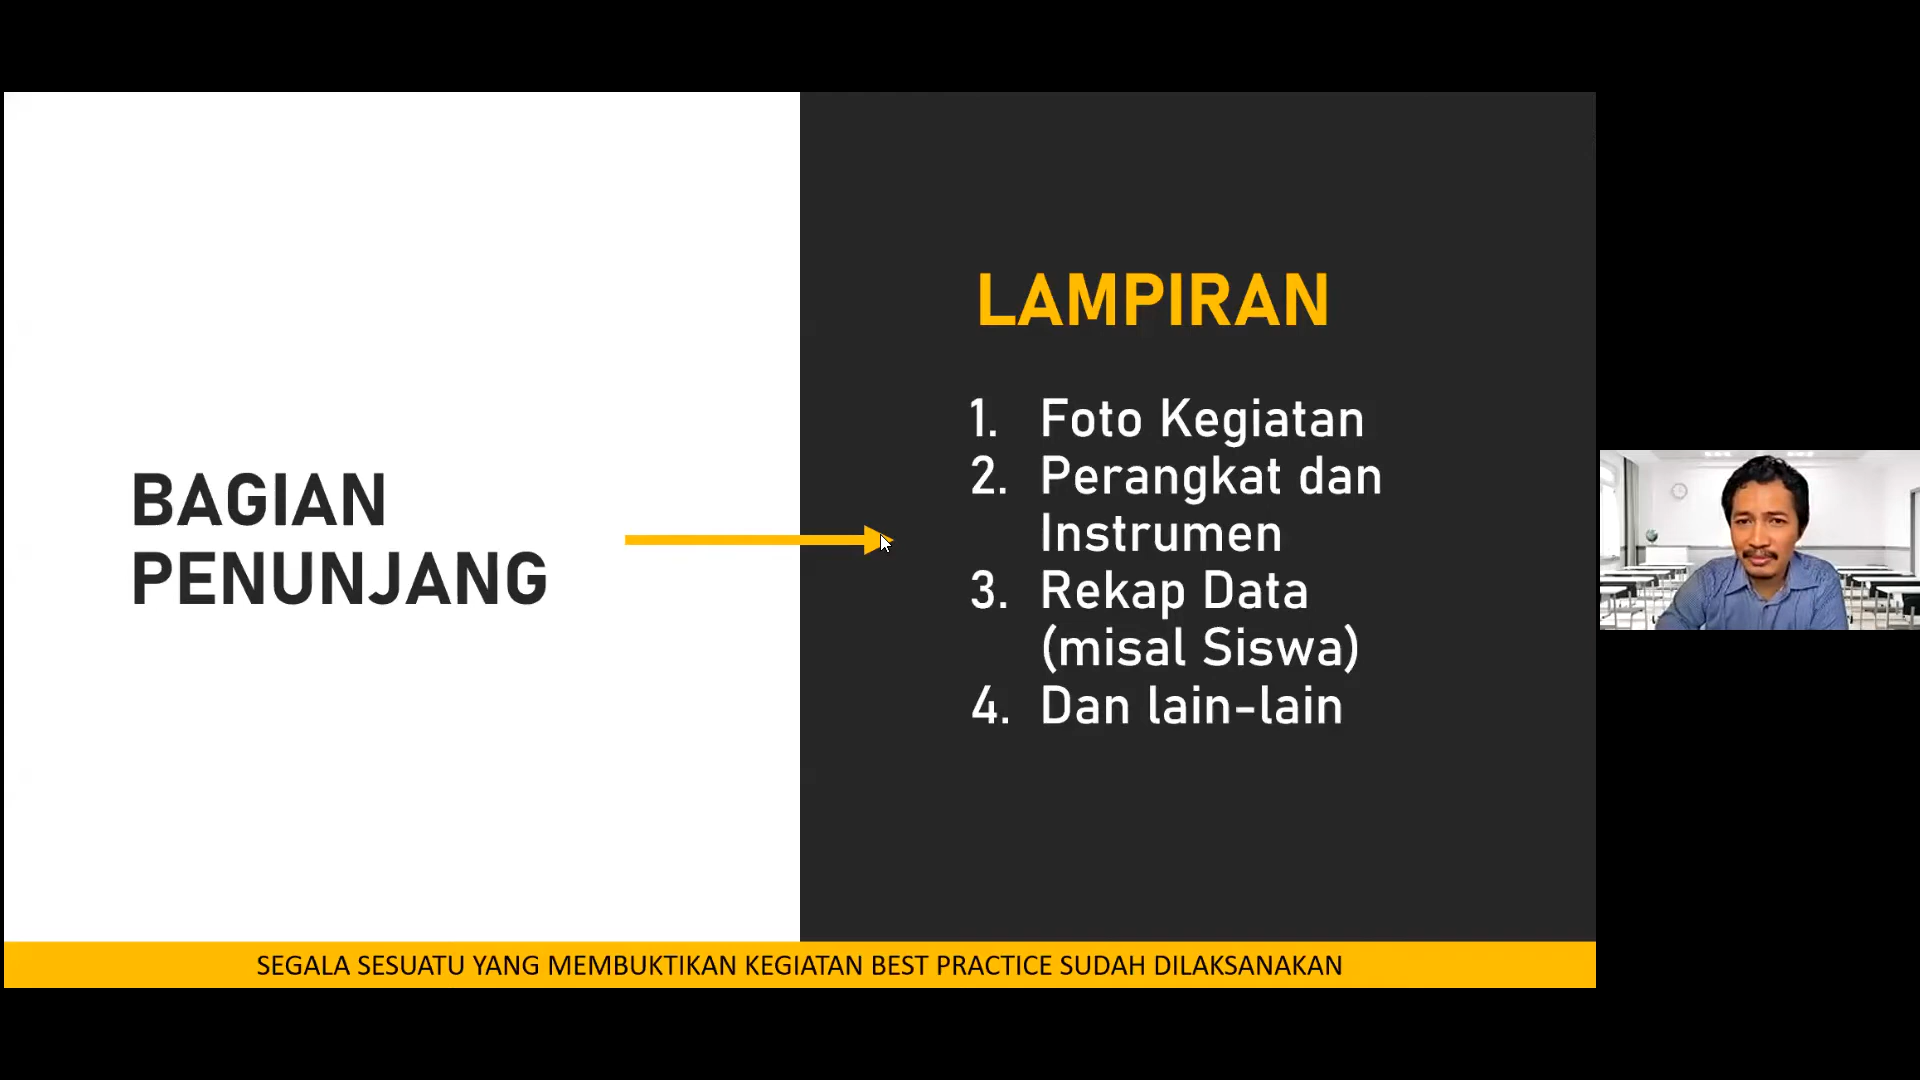 BAGIAN
PENUNJANG
LAMPIRAN
1. Foto Kegiatan
2. Perangkat dan
Instrumen
3. Rekap Data
(misal Siswa)
4. Dan lain-lain
SEGALA SESUATU YANG MEMBUKTIKAN KEGIATAN BEST PRACTICE SUDAH DILAKSANAKAN